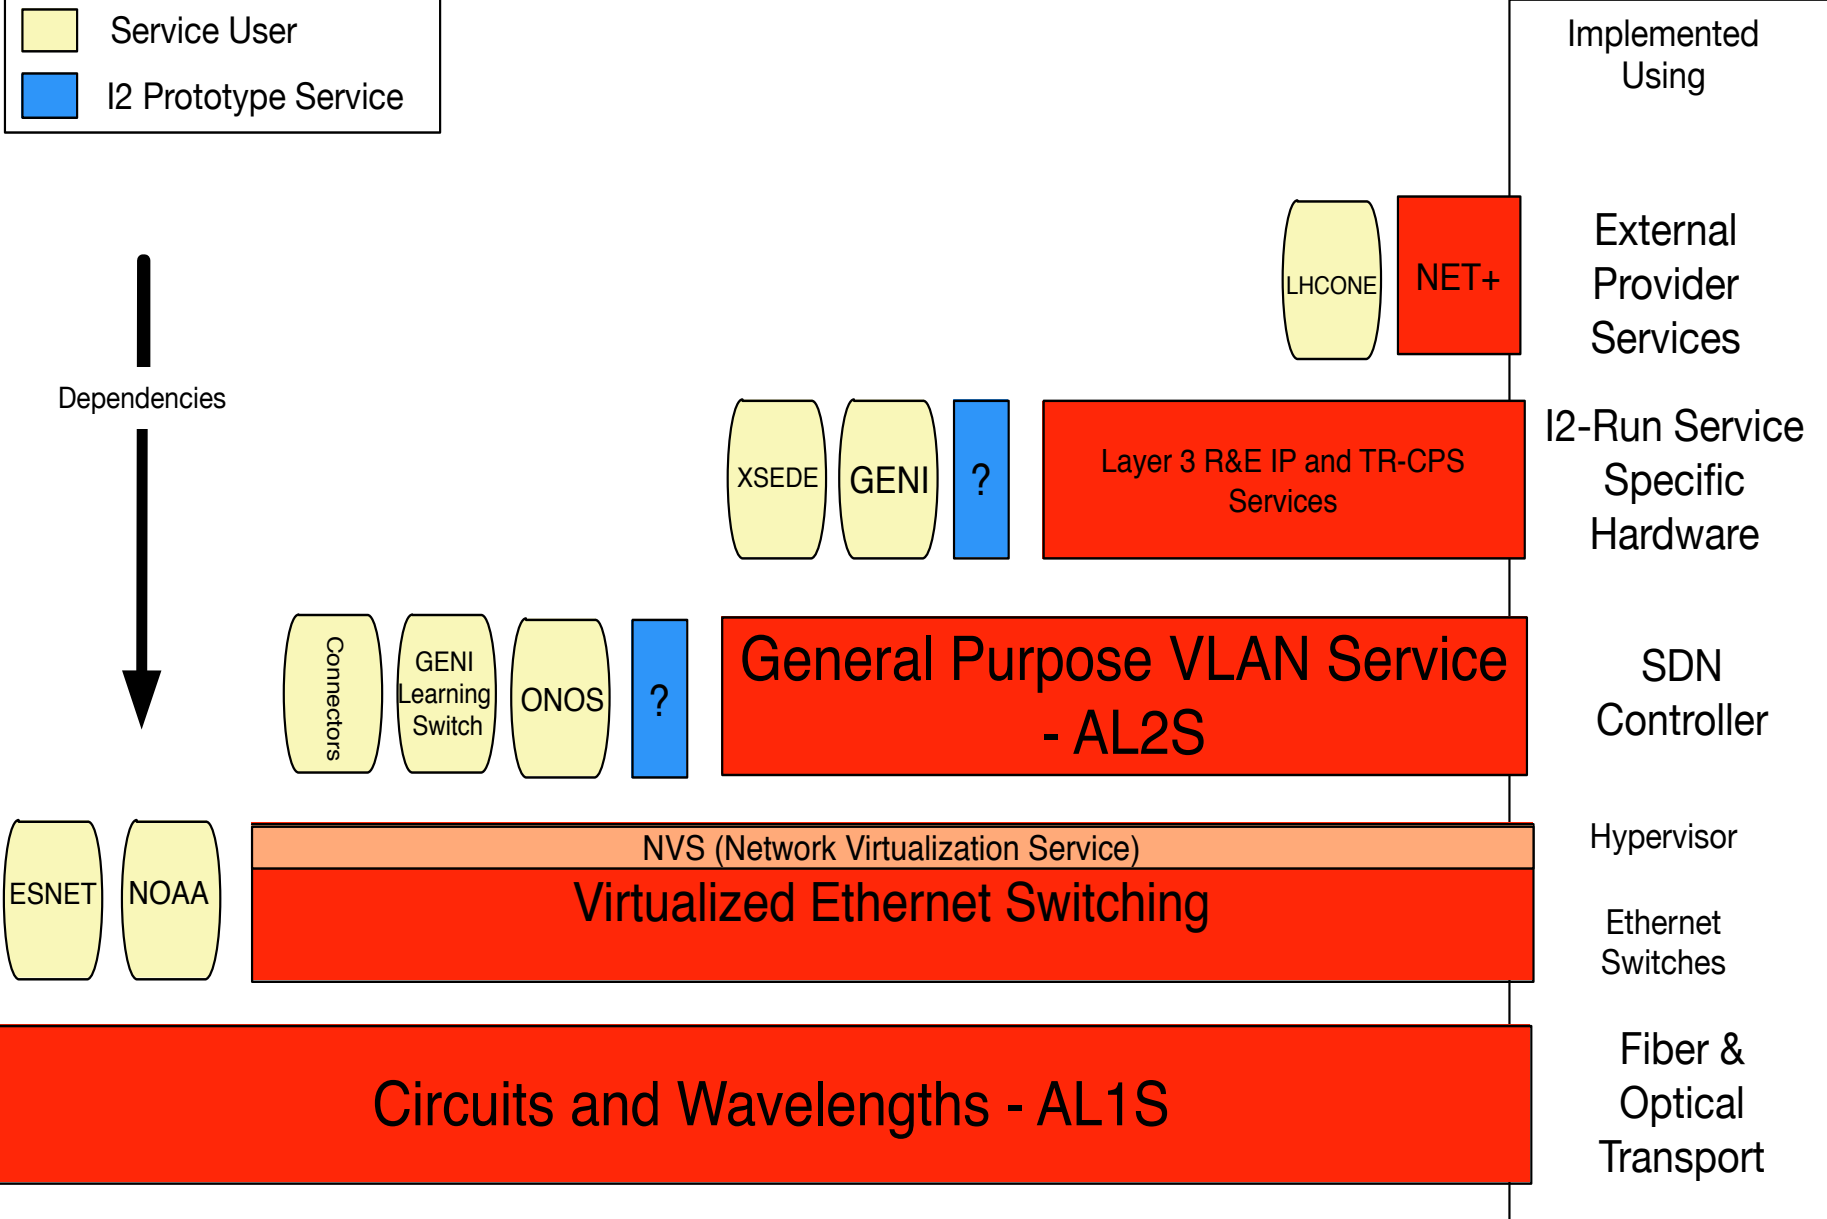 Service User
I2 Prototype Service
Implemented
Using
LHCONE
NET+
External
Provider
Services
Dependencies
XSEDE
GENI
?
Layer 3 R&E IP and TR-CPS
Services
I2-Run Service
Specific
Hardware
Connectors
GENI
Learning
Switch
ONOS
?
General Purpose VLAN Service
- AL2S
SDN
Controller
ESNET
NOAA
NVS (Network Virtualization Service)
Virtualized Ethernet Switching
Hypervisor
Ethernet
Switches
Circuits and Wavelengths - AL1S
Fiber &
Optical
Transport